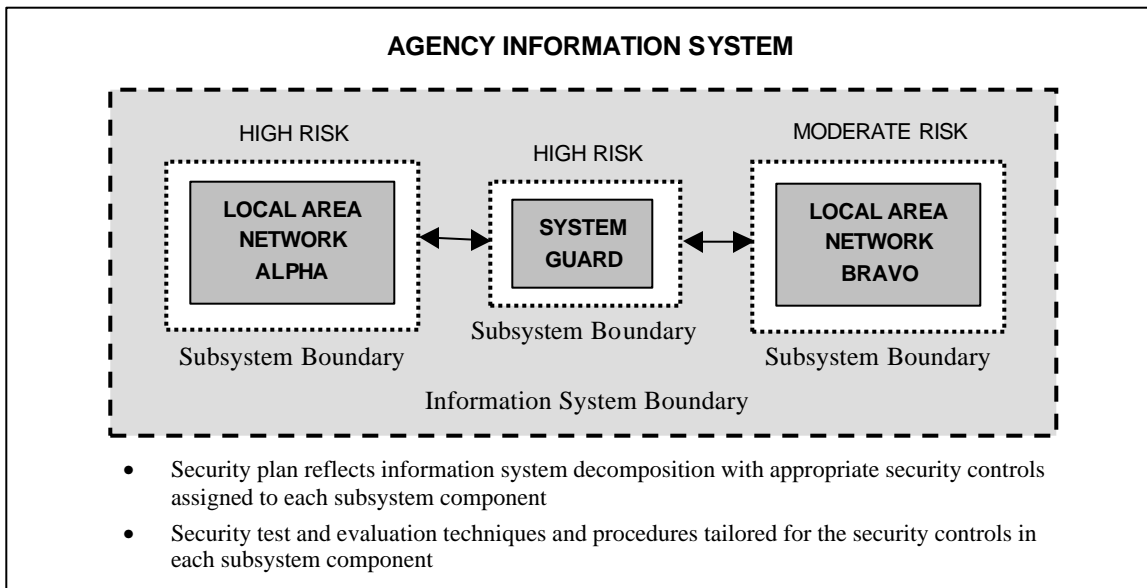 AGENCY INFORMATION SYSTEM
HIGH RISK
HIGH RISK
MODERATE RISK
LOCAL AREA
NETWORK
ALPHA
SYSTEM
GUARD
LOCAL AREA
NETWORK
BRAVO
Subsystem Boundary
Subsystem Boundary
Subsystem Boundary
Information System Boundary
• Security plan reflects information system decomposition with appropriate security controls
assigned to each subsystem component
• Security test and evaluation techniques and procedures tailored for the security controls in
each subsystem component